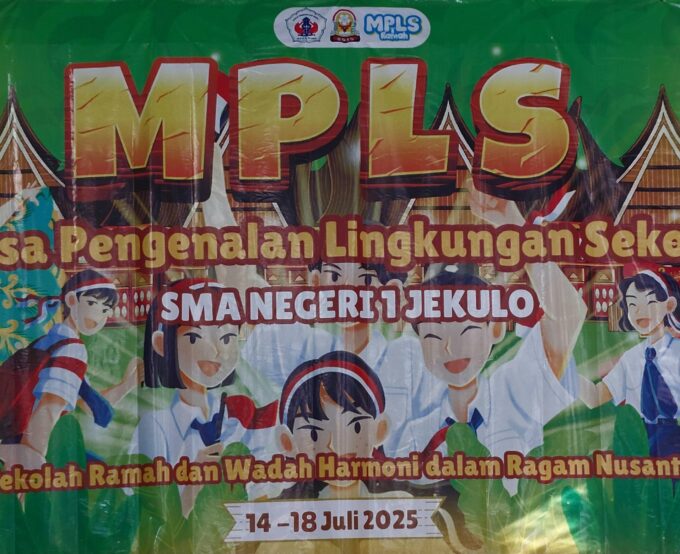 MPLS
Ramah
MPLS
sa Pengenalan Lingkungan Seko
SMA NEGERI 1 JEKULO
ekolah Ramah dan Wadah Harmoni dalam Ragam Nusant
14 -18 Juli 2025